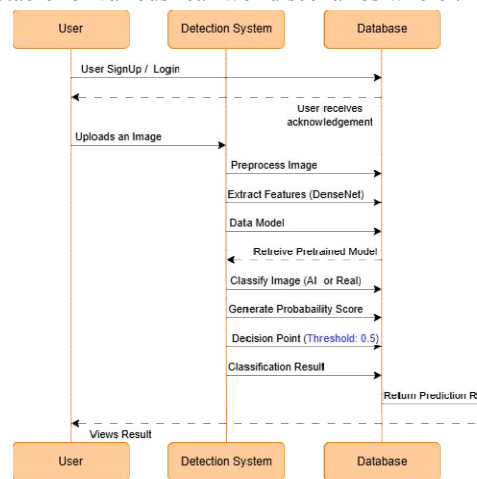 User
Detection System
Database
User SignUp / Login
User receives
acknowledgement
Uploads an Image
Preprocess Image
Extract Features (DenseNet)
Data Model
Retreive Pretrained Model
Classify Image (AI or Real)
Generate Probabaility Score
Decision Point (Threshold: 0.5)
Classification Result
Return Prediction R
Views Result
User
Detection System
Database